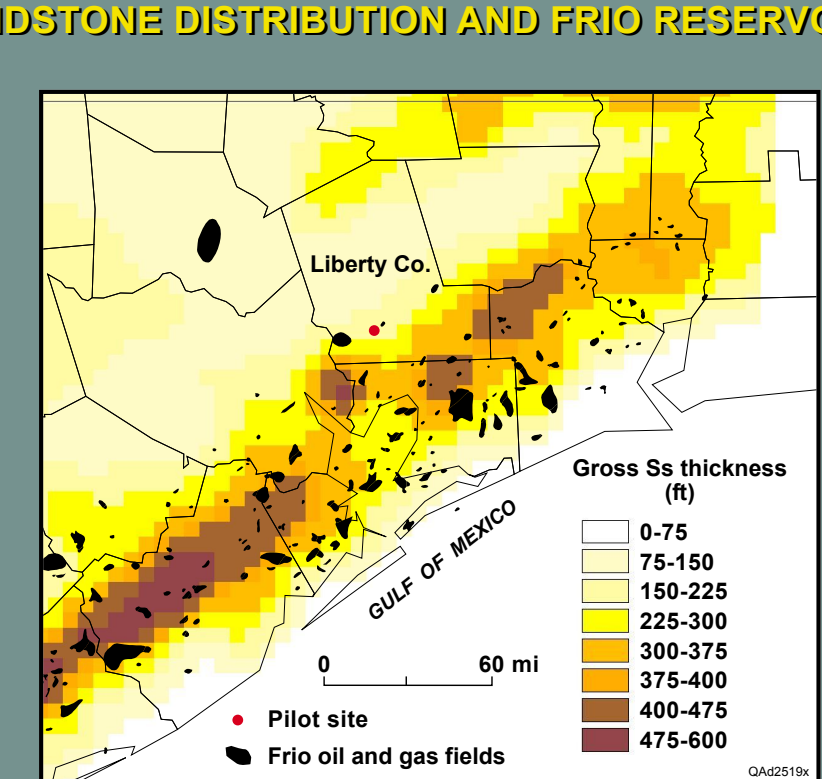 DSTONE DISTRIBUTION AND FRIO RESERVO
Liberty Co.
GULF OF MEXICO
Gross Ss thickness
(ft)
0-75
75-150
150-225
225-300
300-375
375-400
400-475
475-600
0 60 mi
Pilot site
Frio oil and gas fields
QAd2519x